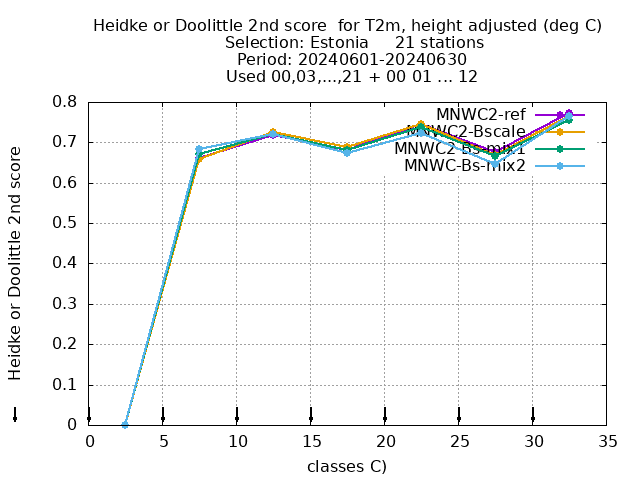 Heidke or Doolittle 2nd score  for T2m, height adjusted (deg C)
Selection: Estonia     21 stations
Period: 20240601-20240630
Used 00,03,...,21 + 00 01 ... 12
Heidke or Doolittle 2nd score
0.8
0.7
0.6
0.5
0.4
0.3
0.2
0.1
0
MNWC2-ref
MNWC2-Bscale
MNWC2-Bs-mix1
MNWC-Bs-mix2
0 5 10 15 20 25 30 35
classes C)